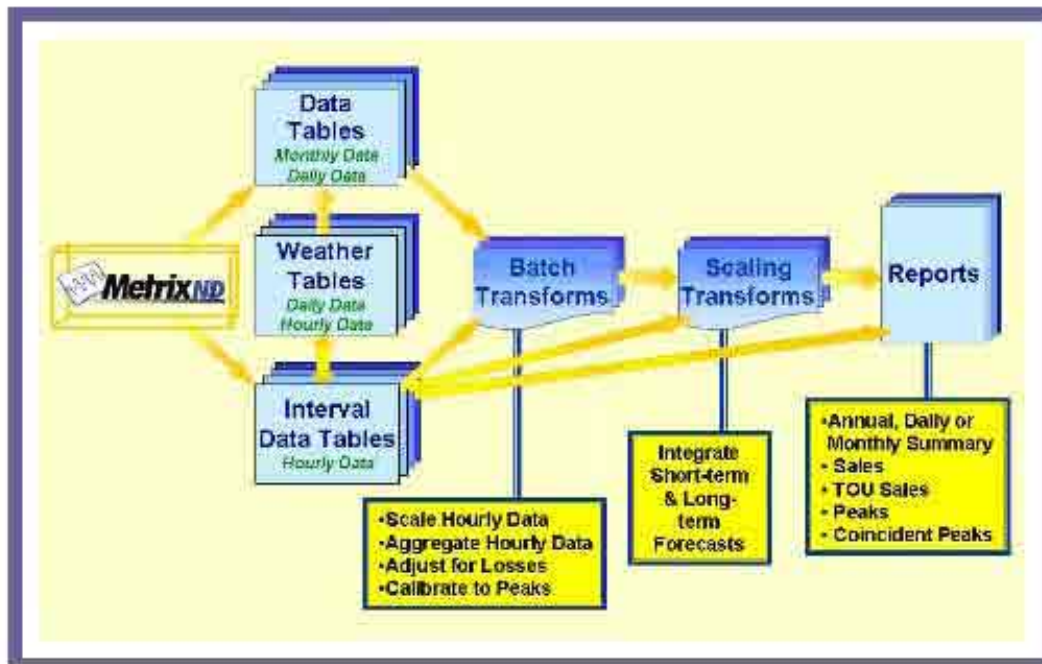 Data
Tables
Monthly Data
Daily Data
Weather
Tables
Daily Data
Hourly Data
MetrixND
Interval
Data Tables
Hourly Data
Batch
Transforms
Scaling
Transforms
Reports
•Scale Hourly Data
•Aggregate Hourly Data
•Adjust for Losses
•Calibrate to Peaks
Integrate
Short-term
& Long-
term
Forecasts
•Annual, Daily or
Monthly Summary
• Sales
• TOU Sales
• Peaks
• Coincident Peaks